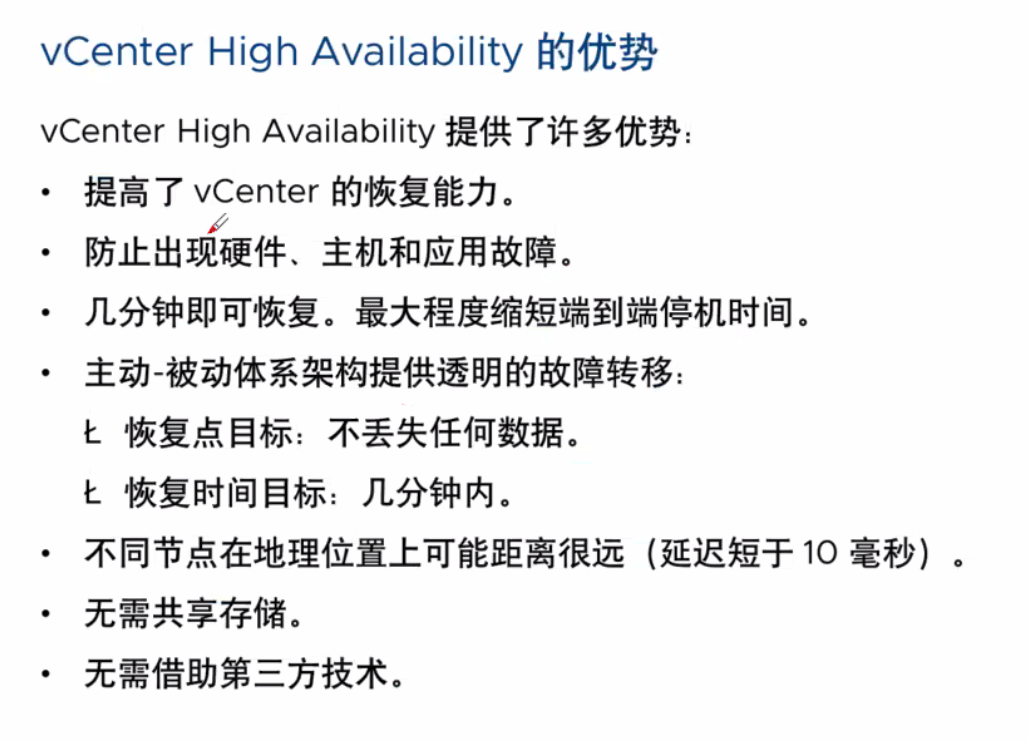 vCenter High Availability 的优势
vCenter High Availability 提供了许多优势：
• 提高了 vCenter 的恢复能力。
• 防止出现硬件、主机和应用故障。
• 几分钟即可恢复。最大程度缩短端到端停机时间。
• 主动-被动体系架构提供透明的故障转移：
Ł 恢复点目标：不丢失任何数据。
Ł 恢复时间目标：几分钟内。
• 不同节点在地理位置上可能距离很远（延迟短于 10 毫秒）。
• 无需共享存储。
• 无需借助第三方技术。